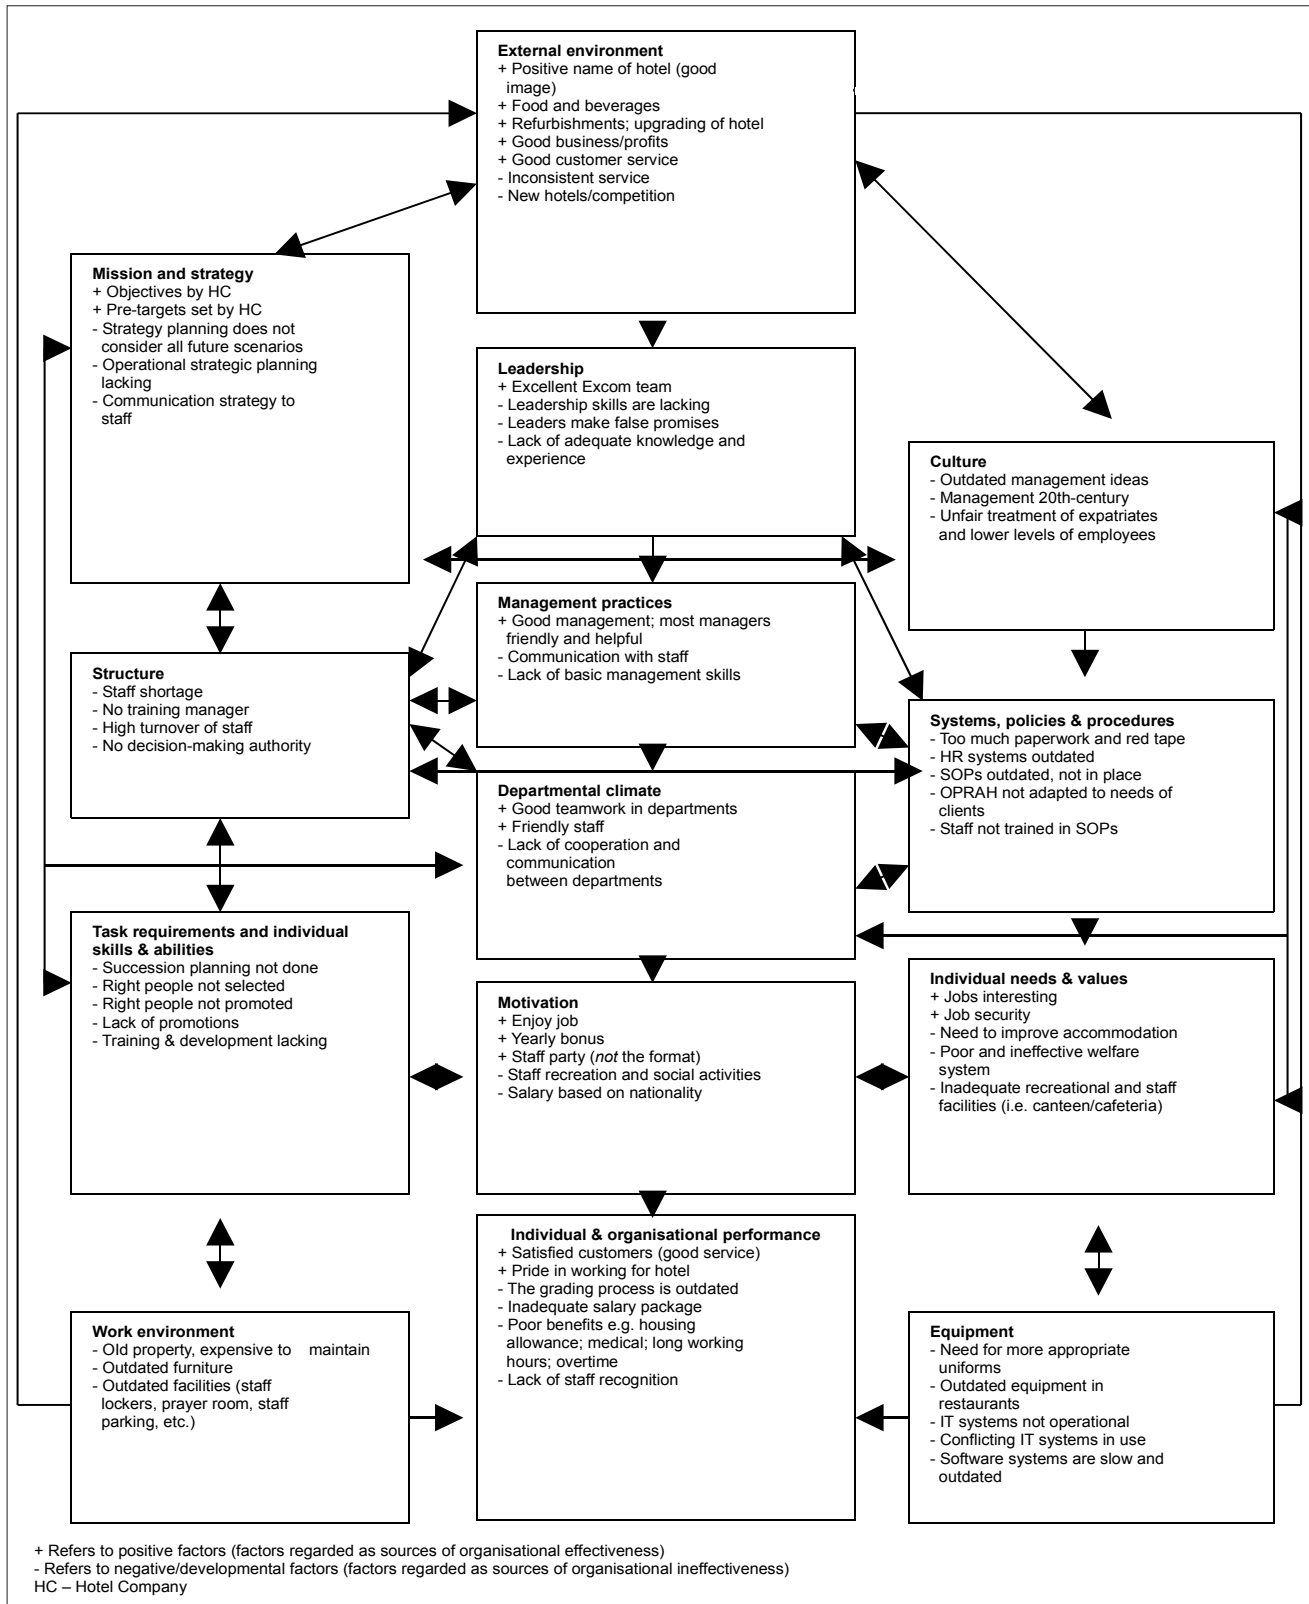 External environment
+ Positive name of hotel (good
image)
+ Food and beverages
+ Refurbishments; upgrading of hotel
+ Good business/profits
+ Good customer service
- Inconsistent service
- New hotels/competition
Mission and strategy
+ Objectives by HC
+ Pre-targets set by HC
- Strategy planning does not
consider all future scenarios
- Operational strategic planning
lacking
- Communication strategy to
staff
Leadership
+ Excellent Excom team
- Leadership skills are lacking
- Leaders make false promises
- Lack of adequate knowledge and
experience
Culture
- Outdated management ideas
- Management 20th-century
- Unfair treatment of expatriates
and lower levels of employees
Management practices
+ Good management; most managers
friendly and helpful
- Communication with staff
- Lack of basic management skills
Structure
- Staff shortage
- No training manager
- High turnover of staff
- No decision-making authority
Systems, policies & procedures
- Too much paperwork and red tape
- HR systems outdated
- SOPs outdated, not in place
- OPRAH not adapted to needs of
clients
- Staff not trained in SOPs
Departmental climate
+ Good teamwork in departments
+ Friendly staff
- Lack of cooperation and
communication
between departments
Task requirements and individual
skills & abilities
- Succession planning not done
- Right people not selected
- Right people not promoted
- Lack of promotions
- Training & development lacking
Motivation
+ Enjoy job
+ Yearly bonus
+ Staff party (not the format)
- Staff recreation and social activities
- Salary based on nationality
Individual needs & values
+ Jobs interesting
+ Job security
- Need to improve accommodation
- Poor and ineffective welfare
system
- Inadequate recreational and staff
facilities (i.e. canteen/cafeteria)
Individual & organisational performance
+ Satisfied customers (good service)
+ Pride in working for hotel
- The grading process is outdated
- Inadequate salary package
- Poor benefits e.g. housing
allowance; medical; long working
hours; overtime
- Lack of staff recognition
Work environment
- Old property, expensive to maintain
- Outdated furniture
- Outdated facilities (staff
lockers, prayer room, staff
parking, etc.)
Equipment
- Need for more appropriate
uniforms
- Outdated equipment in
restaurants
- IT systems not operational
- Conflicting IT systems in use
- Software systems are slow and
outdated
+ Refers to positive factors (factors regarded as sources of organisational effectiveness)
- Refers to negative/developmental factors (factors regarded as sources of organisational ineffectiveness)
HC – Hotel Company